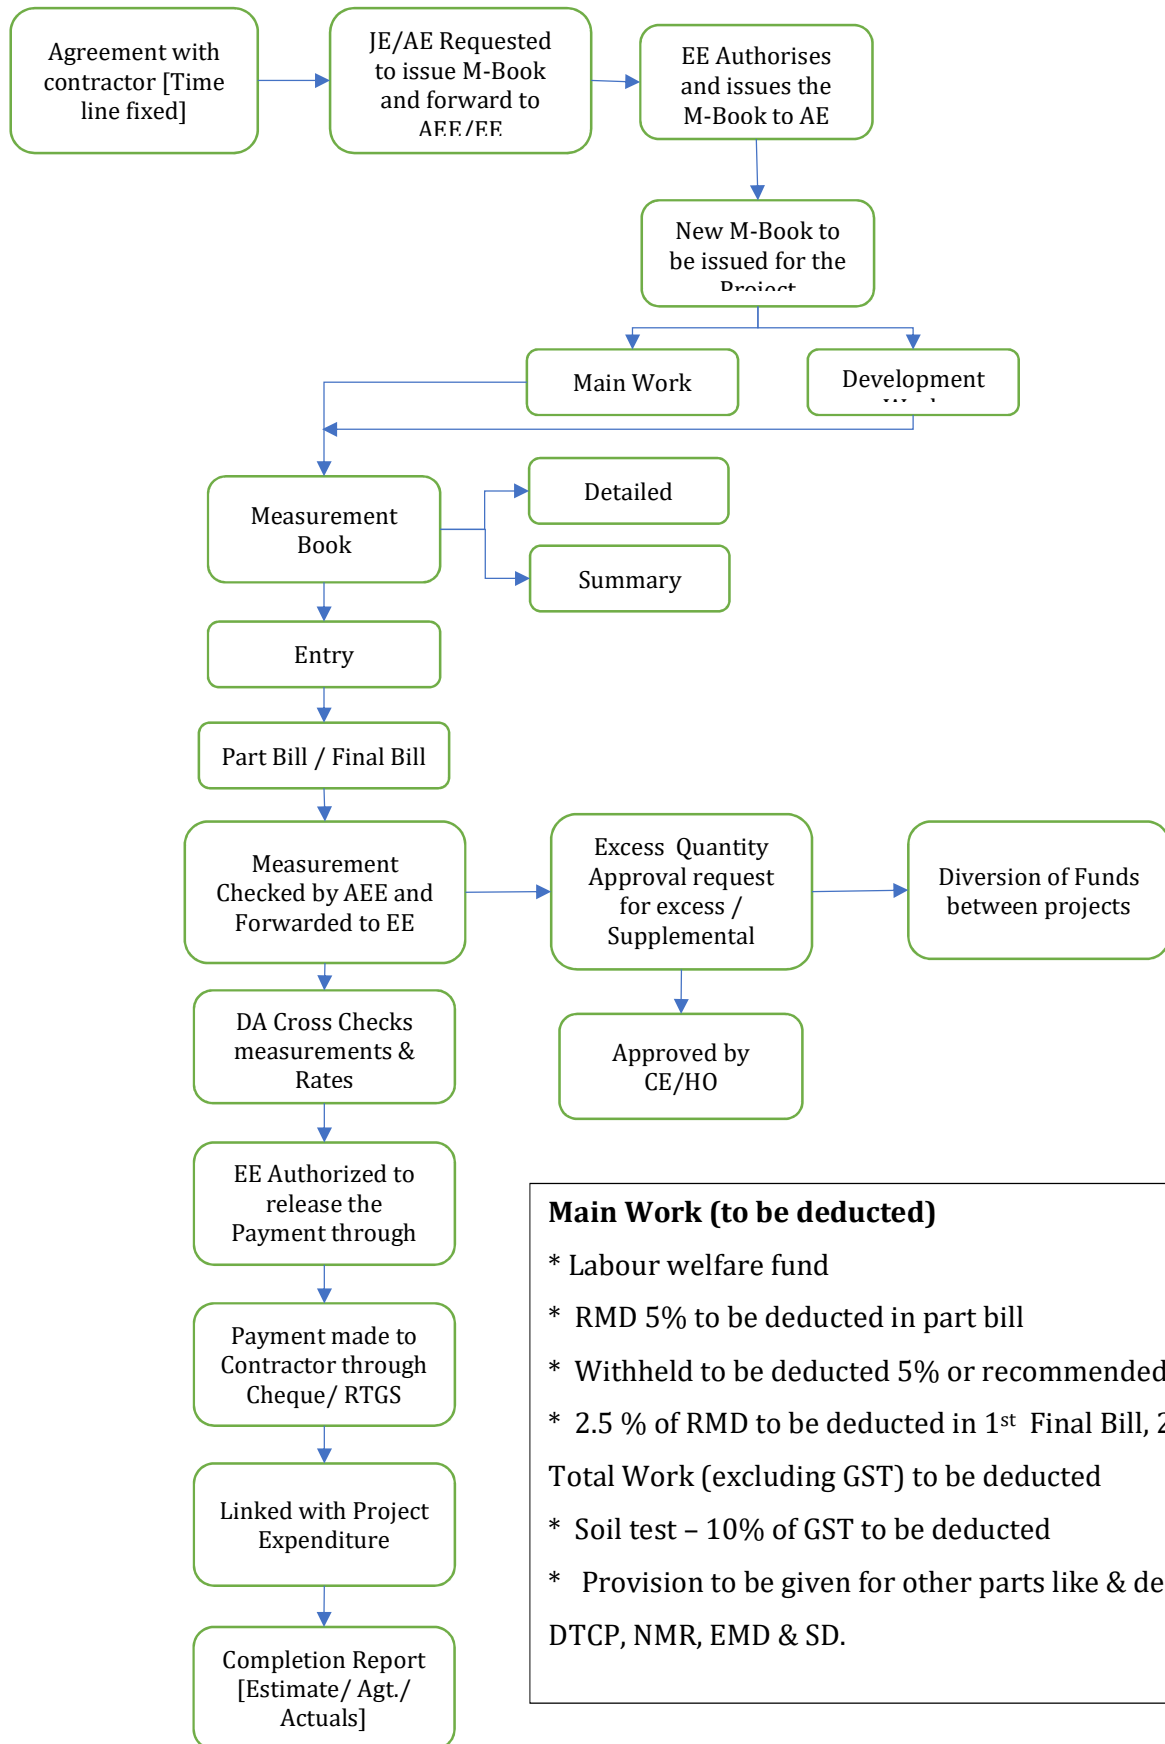 Agreement with
contractor [Time
line fixed]
JE/AE Requested
to issue M-Book
and forward to
AEE/EE
EE Authorises
and issues the
M-Book to AE
New M-Book to
be issued for the
Project
Main Work
Development
Measurement
Book
Detailed
Summary
Entry
Part Bill / Final Bill
Measurement
Checked by AEE and
Forwarded to EE
Excess Quantity
Approval request
for excess /
Supplemental
Diversion of Funds
between projects
DA Cross Checks
measurements &
Rates
Approved by
CE/HO
EE Authorized to
release the
Payment through
Payment made to
Contractor through
Cheque/ RTGS
Linked with Project
Expenditure
Completion Report
[Estimate/ Agt./
Actuals]
Main Work (to be deducted)
* Labour welfare fund
* RMD 5% to be deducted in part bill
* Withheld to be deducted 5% or recommended
* 2.5 % of RMD to be deducted in 1st Final Bill, 2
Total Work (excluding GST) to be deducted
* Soil test – 10% of GST to be deducted
* Provision to be given for other parts like & de
DTCP, NMR, EMD & SD.